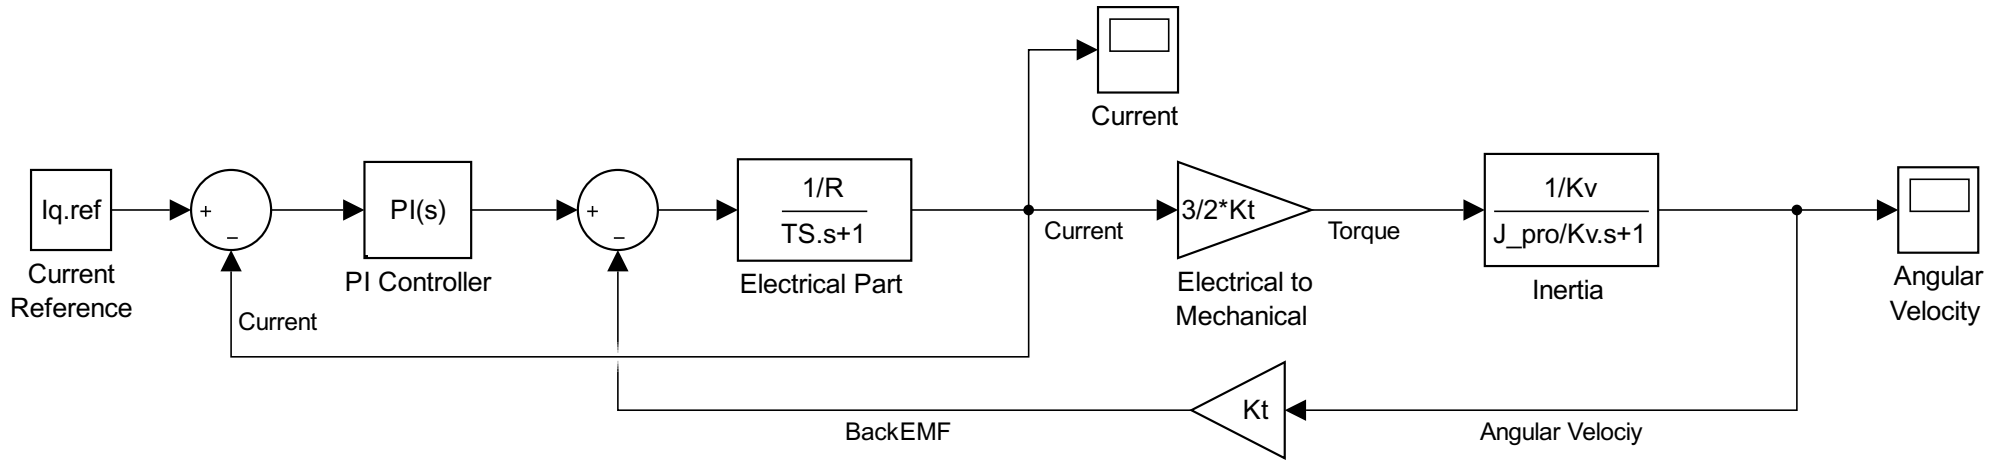 Current
Iq.ref
+
−
PI(s)
+
−
1/R
TS.s+1
Current
3/2*Kt
Torque
1/Kv
J_pro/Kv.s+1
Current
Reference
PI Controller
Electrical Part
Electrical to
Mechanical
Inertia
Angular
Velocity
Current
Kt
BackEMF
Angular Velociy